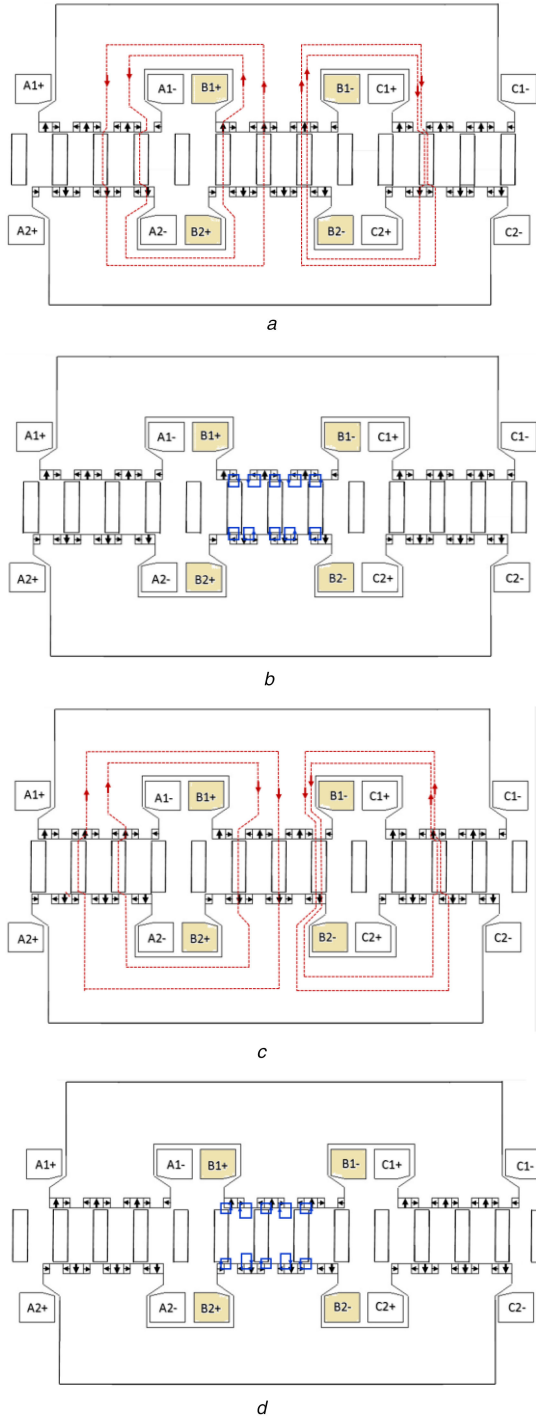 A1+ A1- B1+ B1- C1+ C1-
A2+ A2- B2+ B2- C2+ C2-
a
A1+ A1- B1+ B1- C1+ C1-
A2+ A2- B2+ B2- C2+ C2-
b
A1+ A1- B1+ B1- C1+ C1-
A2+ A2- B2+ B2- C2+ C2-
c
A1+ A1- B1+ B1- C1+ C1-
A2+ A2- B2+ B2- C2+ C2-
d